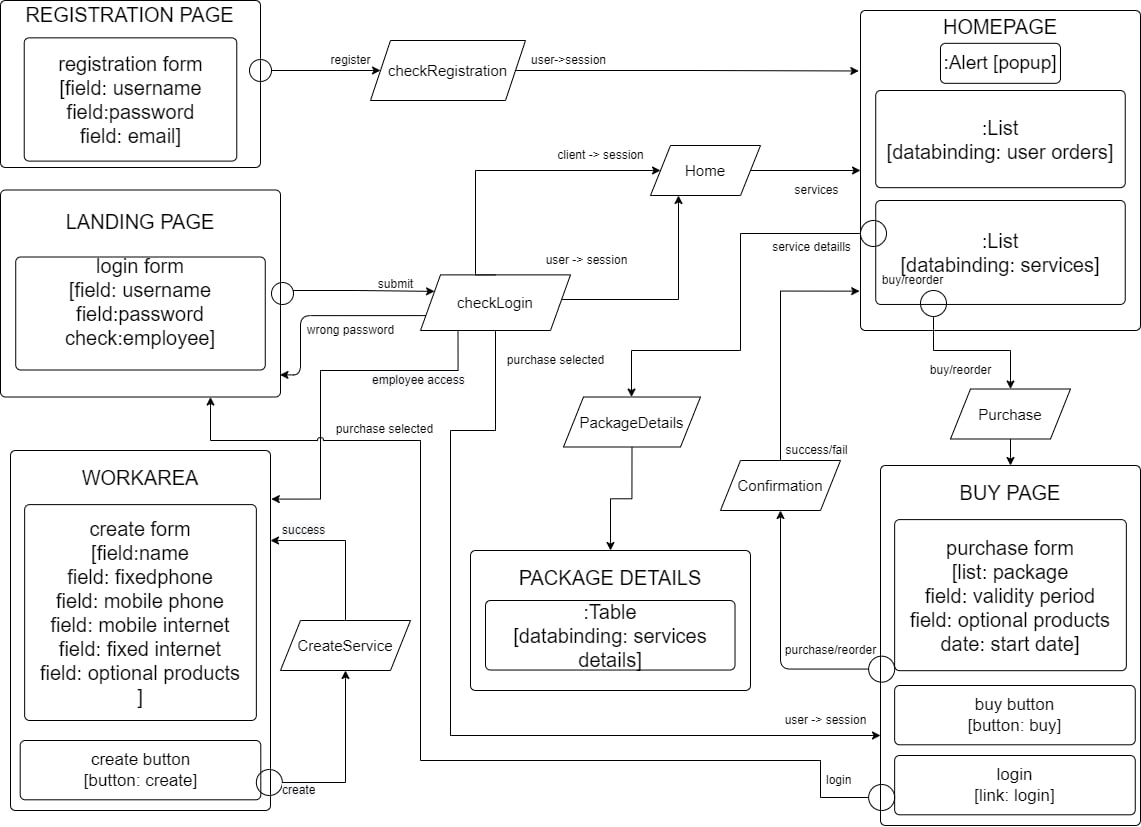 REGISTRATION PAGE
registration form
[field: username
field:password
field: email]
register
checkRegistration
user->session
HOMEPAGE
:Alert [popup]
:List
[databinding: user orders]
:List
[databinding: services]
buy/reorder
client -> session
Home
services
service detaills
user -> session
LANDING PAGE
login form
[field: username
field:password
check:employee]
submit
checkLogin
wrong password
employee access
purchase selected
purchase selected
buy/reorder
Purchase
PackageDetails
success/fail
Confirmation
WORKAREA
create form
[field:name
field: fixedphone
field: mobile phone
field: mobile internet
field: fixed internet
field: optional products
]
create button
[button: create]
create
success
CreateService
PACKAGE DETAILS
:Table
[databinding: services
details]
BUY PAGE
purchase form
[list: package
field: validity period
field: optional products
date: start date]
purchase/reorder
buy button
[button: buy]
user -> session
login
[link: login]
login